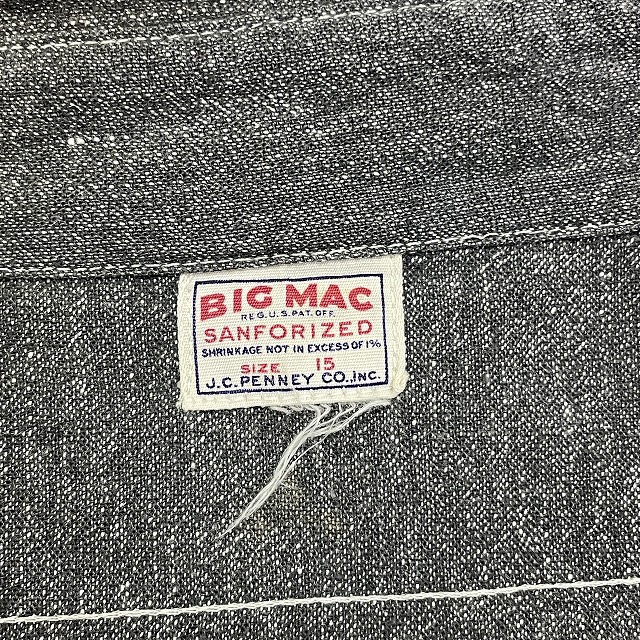 BIG MAC
REG.U.S.PAT.OFF.
SANFORIZED
SHRINKAGE NOT IN EXCESS OF 1%
SIZE 15
J.C.PENNEY CO.,INC.